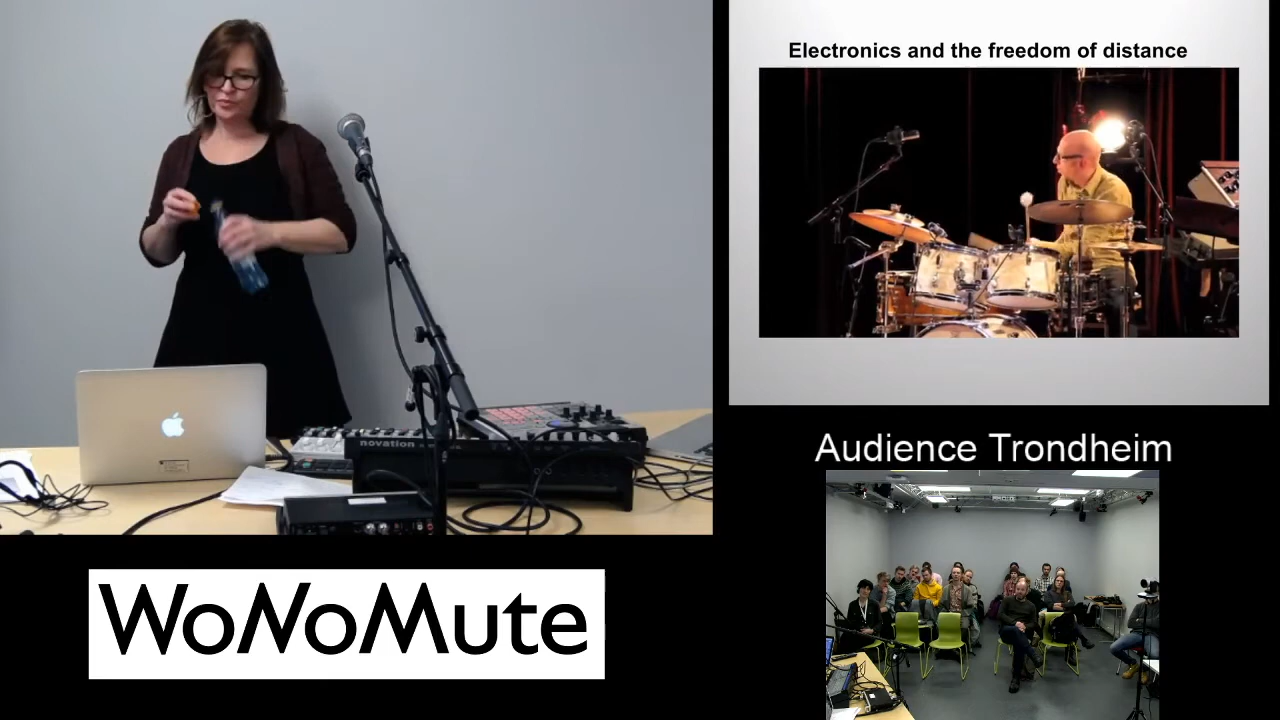 Electronics and the freedom of distance
novation
Audience Trondheim
WoNoMute